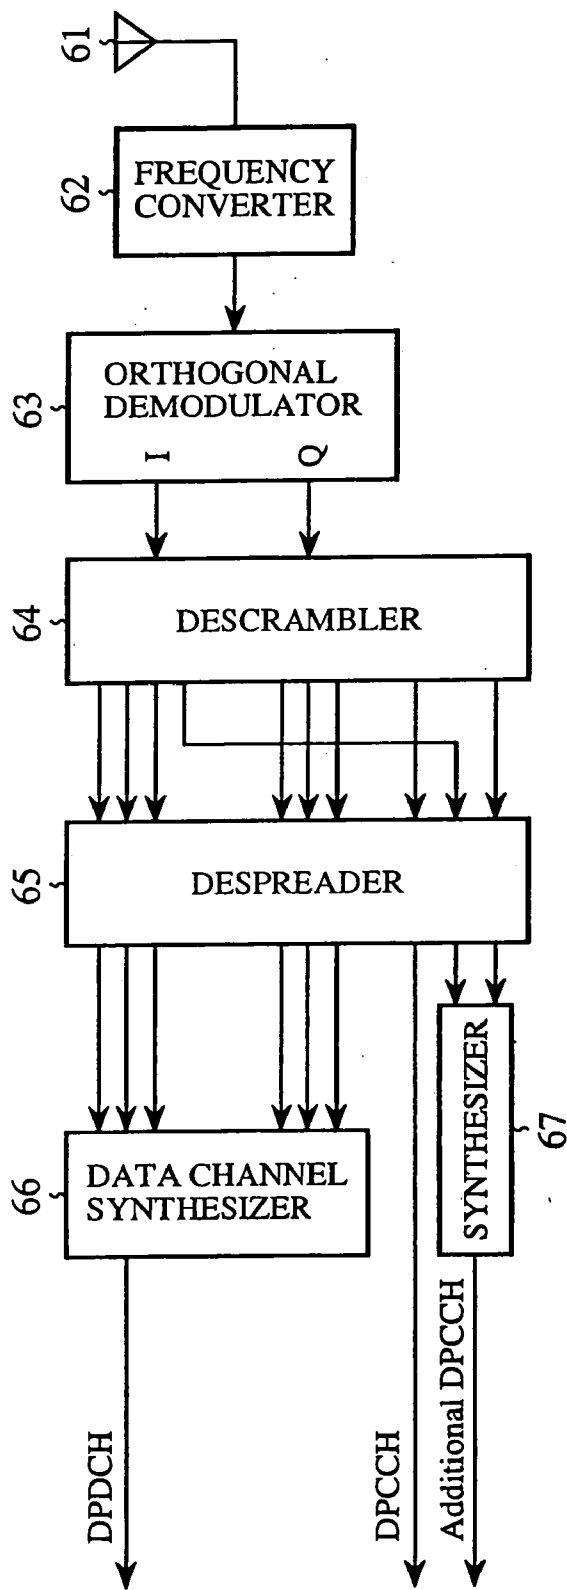 61
62
FREQUENCY
CONVERTER
63
ORTHOGONAL
DEMODULATOR
I
Q
64
DESCRAMBLER
65
DESPREADER
66
DATA CHANNEL
SYNTHESIZER
SYNTHESIZER
67
DPDCH
DPCCH
Additional DPCCH